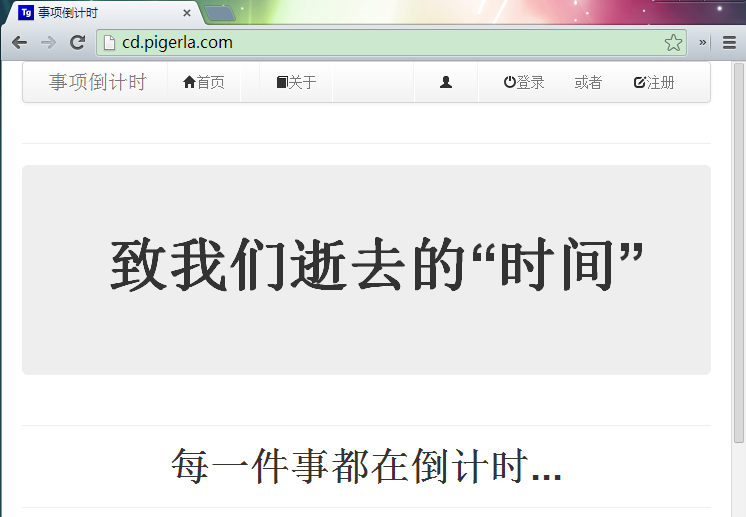 Tg 事项倒计时
cd.pigerla.com
事项倒计时 首页 关于 登录 或者 注册
致我们逝去的“时间”
每一件事都在倒计时...